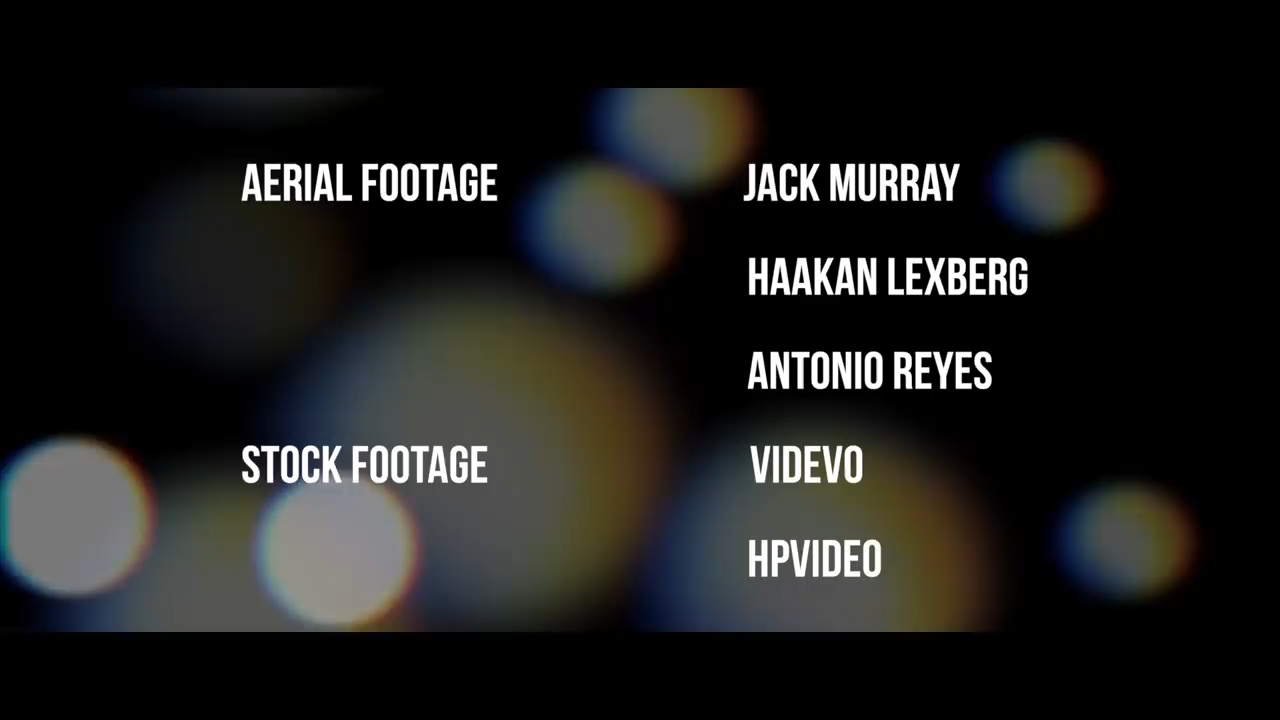 AERIAL FOOTAGE JACK MURRAY
HAAKAN LEXBERG
ANTONIO REYES
STOCK FOOTAGE VIDEVO
HPVIDEO